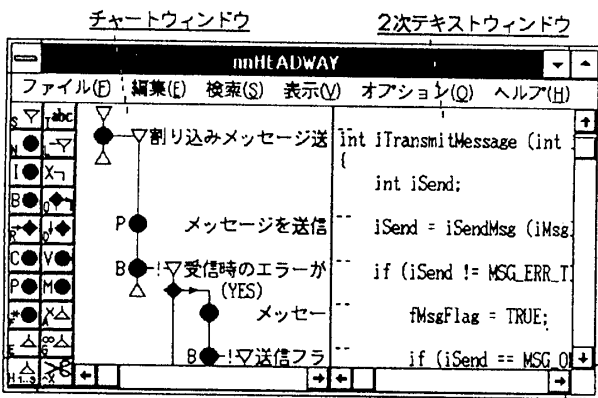 チャートウィンドウ
2次テキストウィンドウ
nnHEADWAY
ファイル(F) 編集(E) 検索(S) 表示(V) オプション(O) ヘルプ(H)
S T abc
割り込みメッセージ送
int iTransmitMessage (int
{
N L
I X
int iSend;
B O
R O
P メッセージを送信
iSend = iSendMsg (iMsg.
C V
B ! 受信時のエラーが
if (iSend != MSG_ERR_T
P M
(YES)
F A X
メッセー
fMsgFlag = TRUE;
E G
B ! 送信フラ
if (iSend == MSG_O
H 1..9 ^X